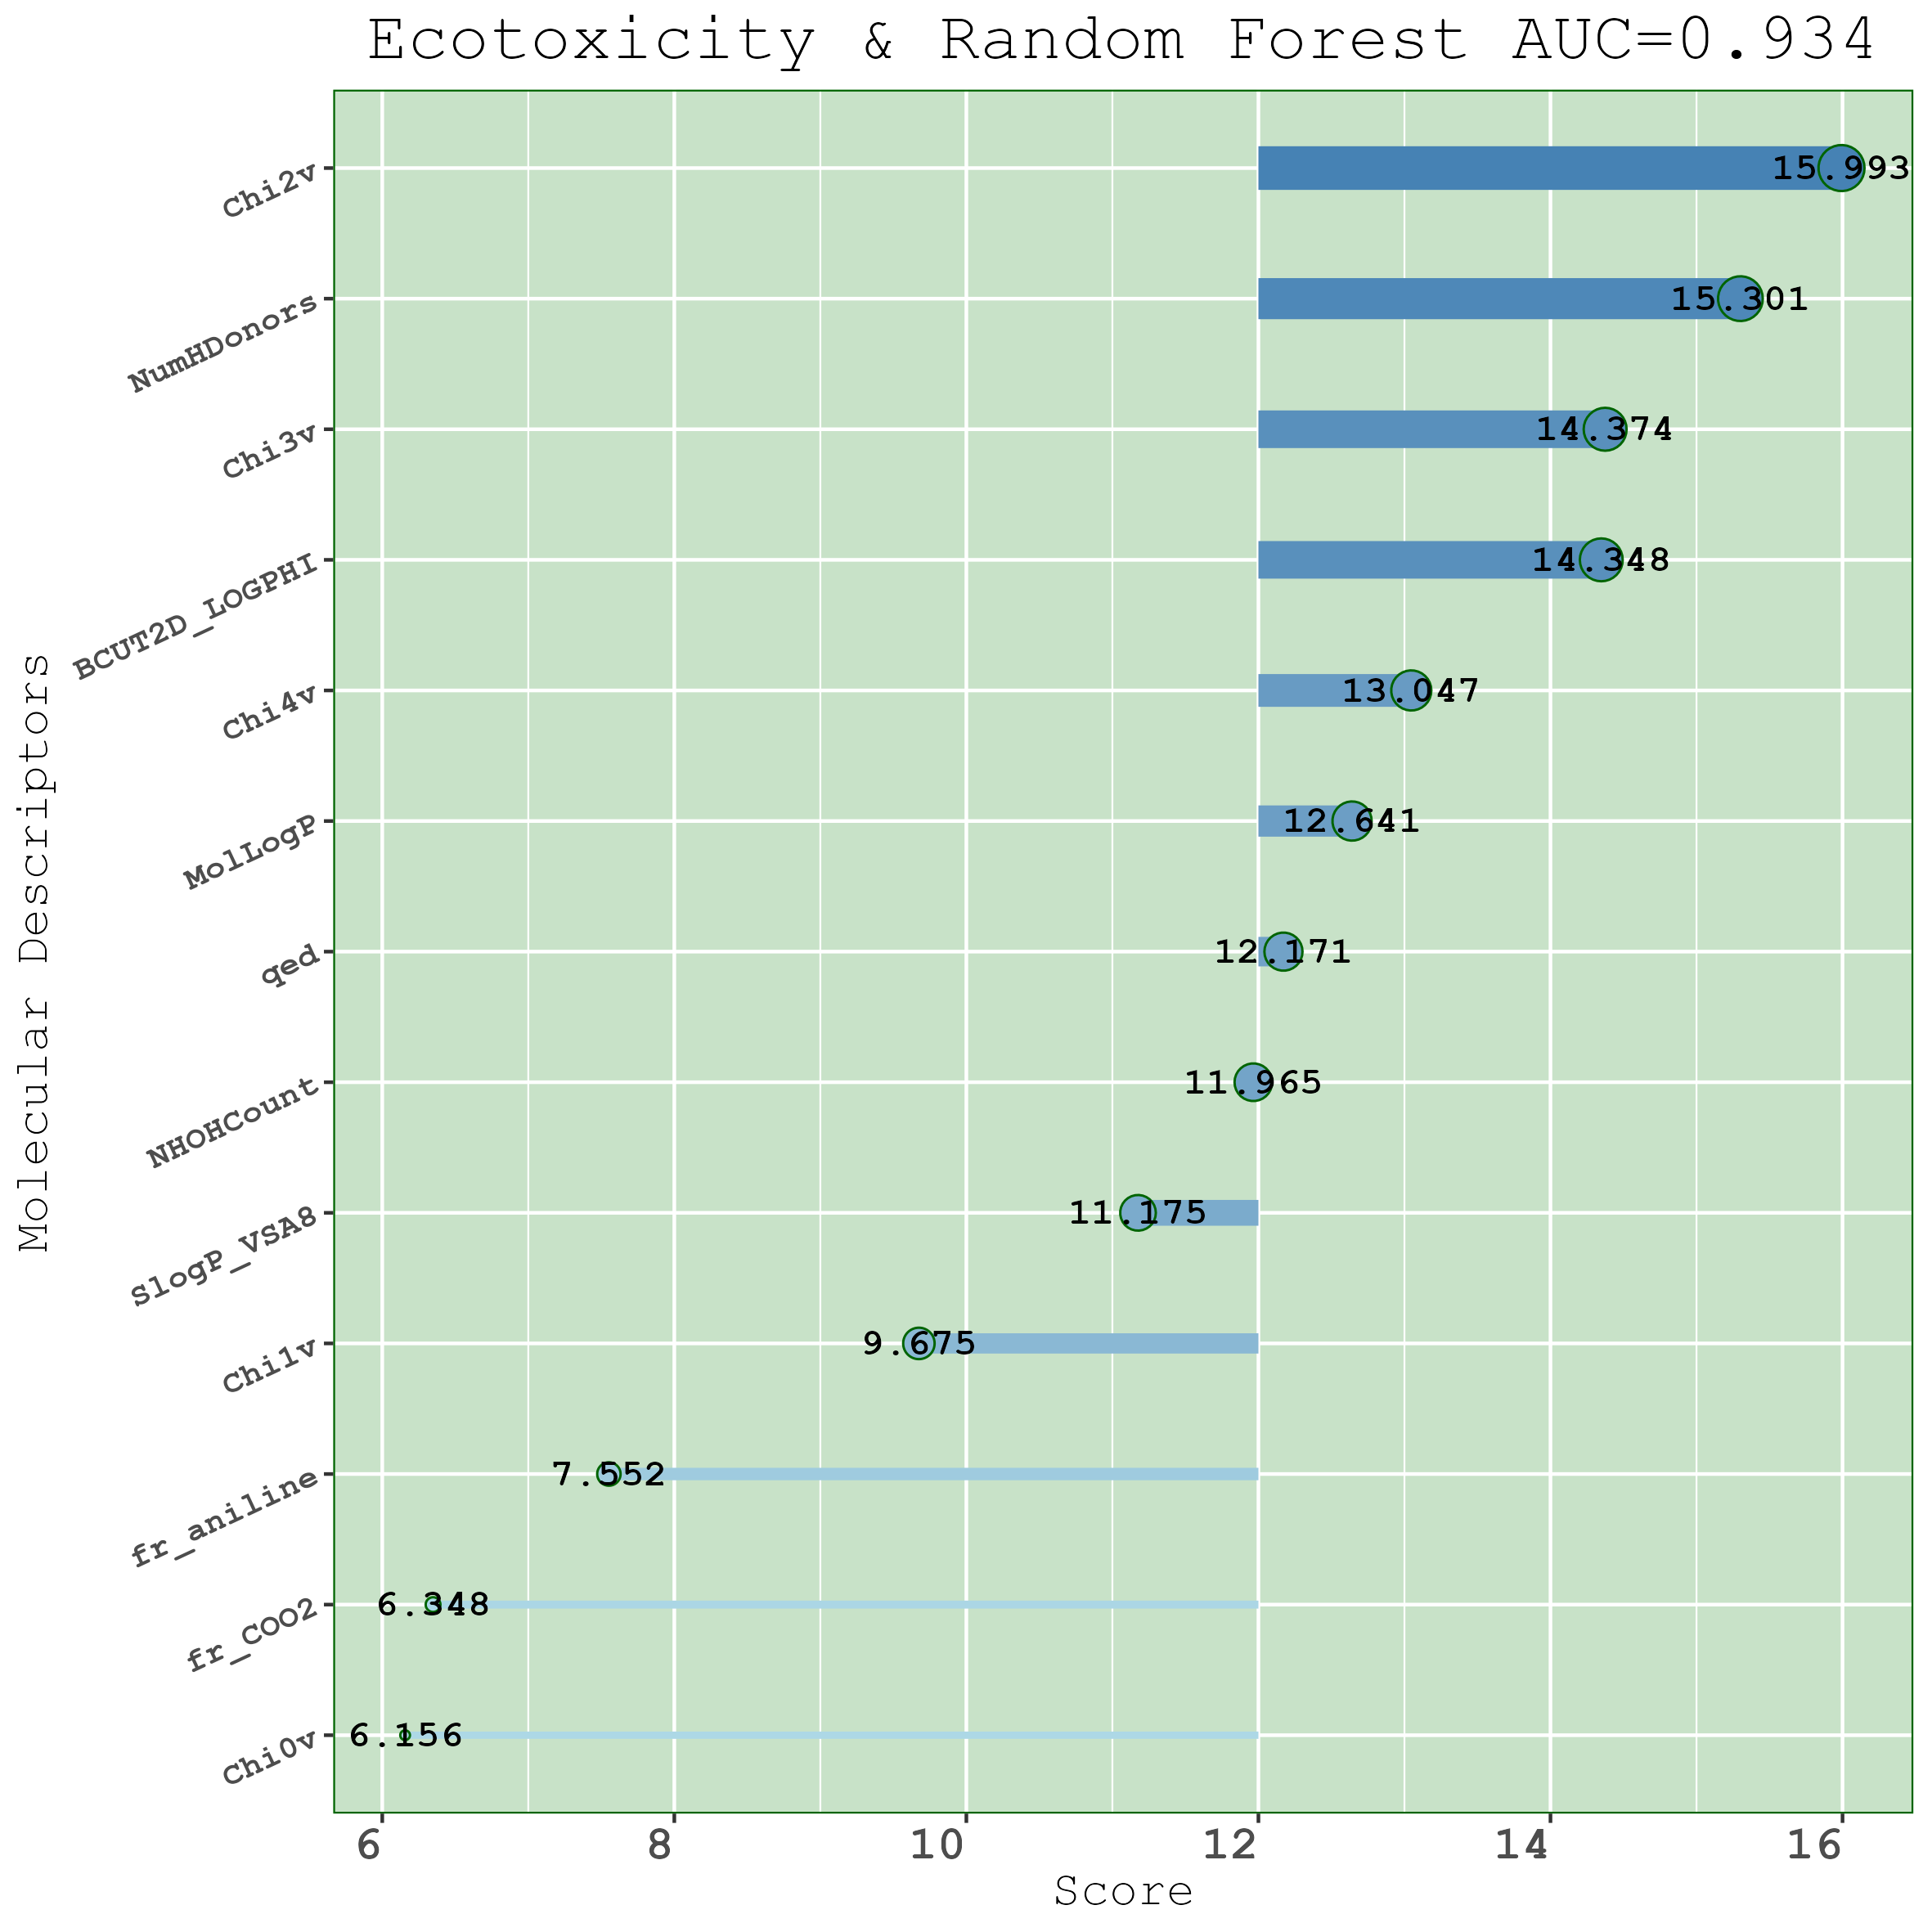 Ecotoxicity & Random Forest AUC=0.934
Molecular Descriptors
Chi2v 15.993
NumHDonors 15.301
Chi3v 14.374
BCUT2D_LOGPHI 14.348
Chi4v 13.047
MolLogP 12.641
qed 12.171
NHOHCount 11.965
SlogP_VSA8 11.175
Chi1v 9.675
fr_aniline 7.552
fr_COO2 6.348
Chi0v 6.156
6 8 10 12 14 16
Score